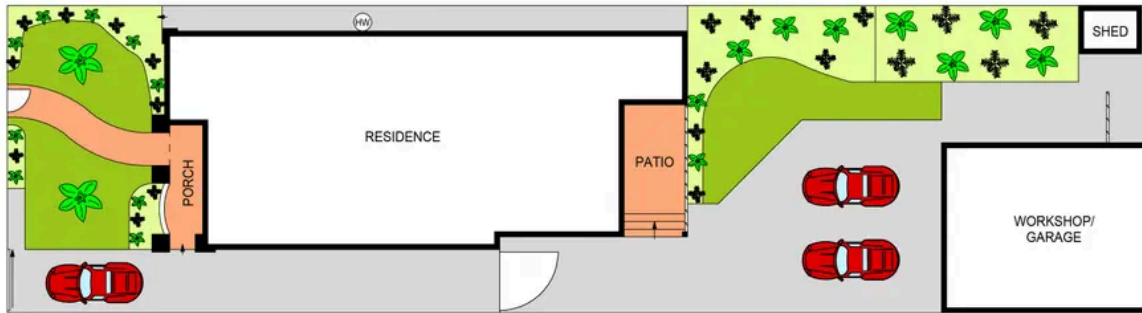 HW
SHED
RESIDENCE
PORCH
PATIO
WORKSHOP/
GARAGE